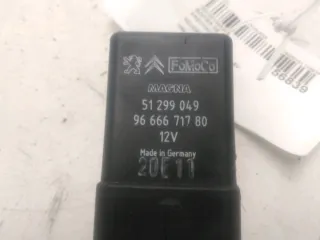 FoMoCo
MAGNA
51 299 049
96 666 717 80
12V
Made in Germany
20E11